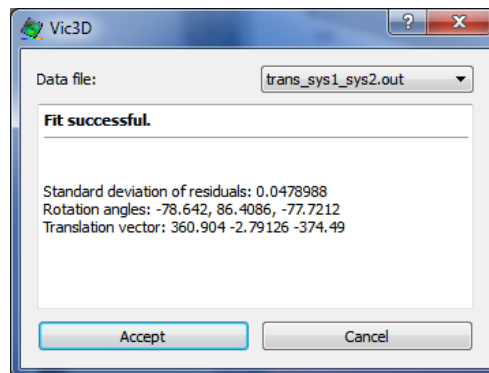 Vic3D
?
X
Data file:
trans_sys1_sys2.out
Fit successful.
Standard deviation of residuals: 0.0478988
Rotation angles: -78.642, 86.4086, -77.7212
Translation vector: 360.904 -2.79126 -374.49
Accept
Cancel